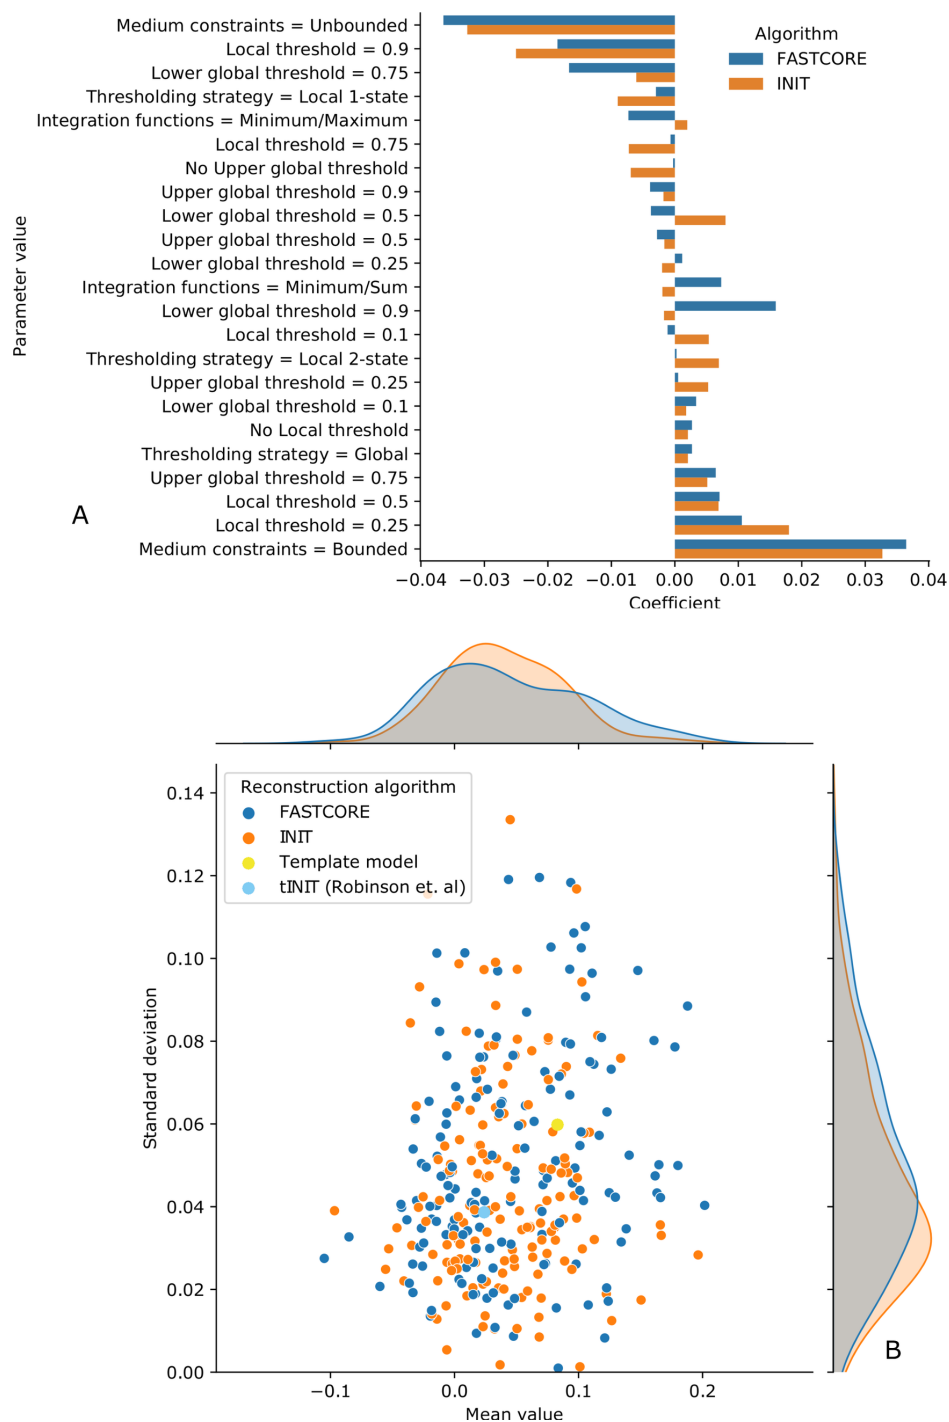 Medium constraints = Unbounded
Local threshold = 0.9
Lower global threshold = 0.75
Thresholding strategy = Local 1-state
Integration functions = Minimum/Maximum
Local threshold = 0.75
No Upper global threshold
Upper global threshold = 0.9
Lower global threshold = 0.5
Upper global threshold = 0.5
Lower global threshold = 0.25
Integration functions = Minimum/Sum
Lower global threshold = 0.9
Local threshold = 0.1
Thresholding strategy = Local 2-state
Upper global threshold = 0.25
Lower global threshold = 0.1
No Local threshold
Thresholding strategy = Global
Upper global threshold = 0.75
Local threshold = 0.5
Local threshold = 0.25
Medium constraints = Bounded
Parameter value
Algorithm
FASTCORE
INIT
A
−0.04 −0.03 −0.02 −0.01 0.00 0.01 0.02 0.03 0.04
Coefficient
Reconstruction algorithm
FASTCORE
INIT
Template model
tINIT (Robinson et. al)
0.14
0.12
0.10
0.08
0.06
0.04
0.02
0.00
Standard deviation
B
−0.1 0.0 0.1 0.2
Mean value